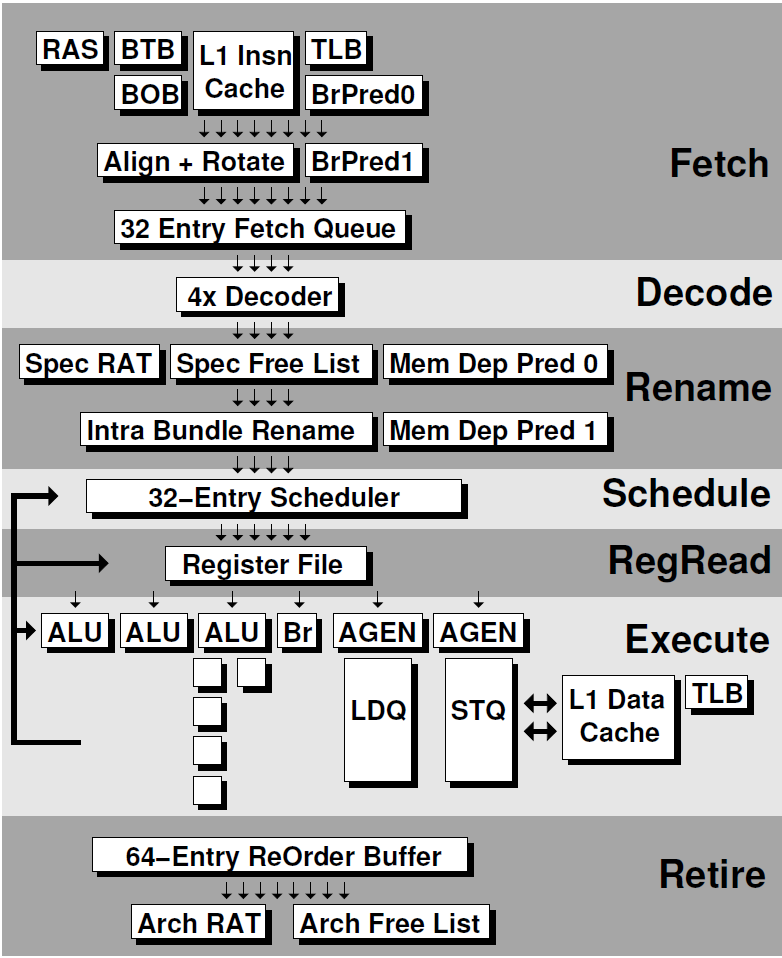 RAS
BTB
L1 Insn
Cache
TLB
BOB
BrPred0
Align + Rotate
BrPred1
Fetch
32 Entry Fetch Queue
4x Decoder
Decode
Spec RAT
Spec Free List
Mem Dep Pred 0
Rename
Intra Bundle Rename
Mem Dep Pred 1
32−Entry Scheduler
Schedule
Register File
RegRead
ALU
ALU
ALU
Br
AGEN
AGEN
Execute
LDQ
STQ
L1 Data
Cache
TLB
64−Entry ReOrder Buffer
Retire
Arch RAT
Arch Free List